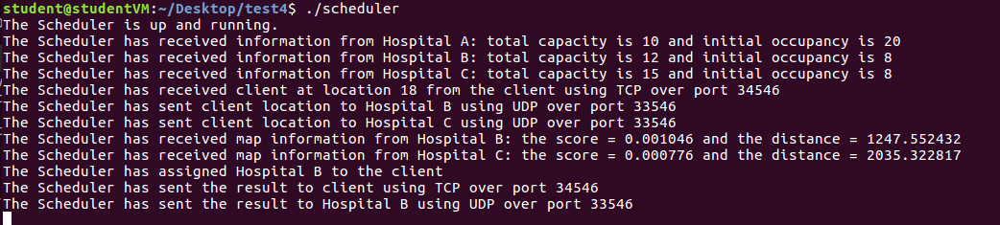 student@studentVM:~/Desktop/test4$ ./scheduler
The Scheduler is up and running.
The Scheduler has received information from Hospital A: total capacity is 10 and initial occupancy is 20
The Scheduler has received information from Hospital B: total capacity is 12 and initial occupancy is 8
The Scheduler has received information from Hospital C: total capacity is 15 and initial occupancy is 8
The Scheduler has received client at location 18 from the client using TCP over port 34546
The Scheduler has sent client location to Hospital B using UDP over port 33546
The Scheduler has sent client location to Hospital C using UDP over port 33546
The Scheduler has received map information from Hospital B: the score = 0.001046 and the distance = 1247.552432
The Scheduler has received map information from Hospital C: the score = 0.000776 and the distance = 2035.322817
The Scheduler has assigned Hospital B to the client
The Scheduler has sent the result to client using TCP over port 34546
The Scheduler has sent the result to Hospital B using UDP over port 33546